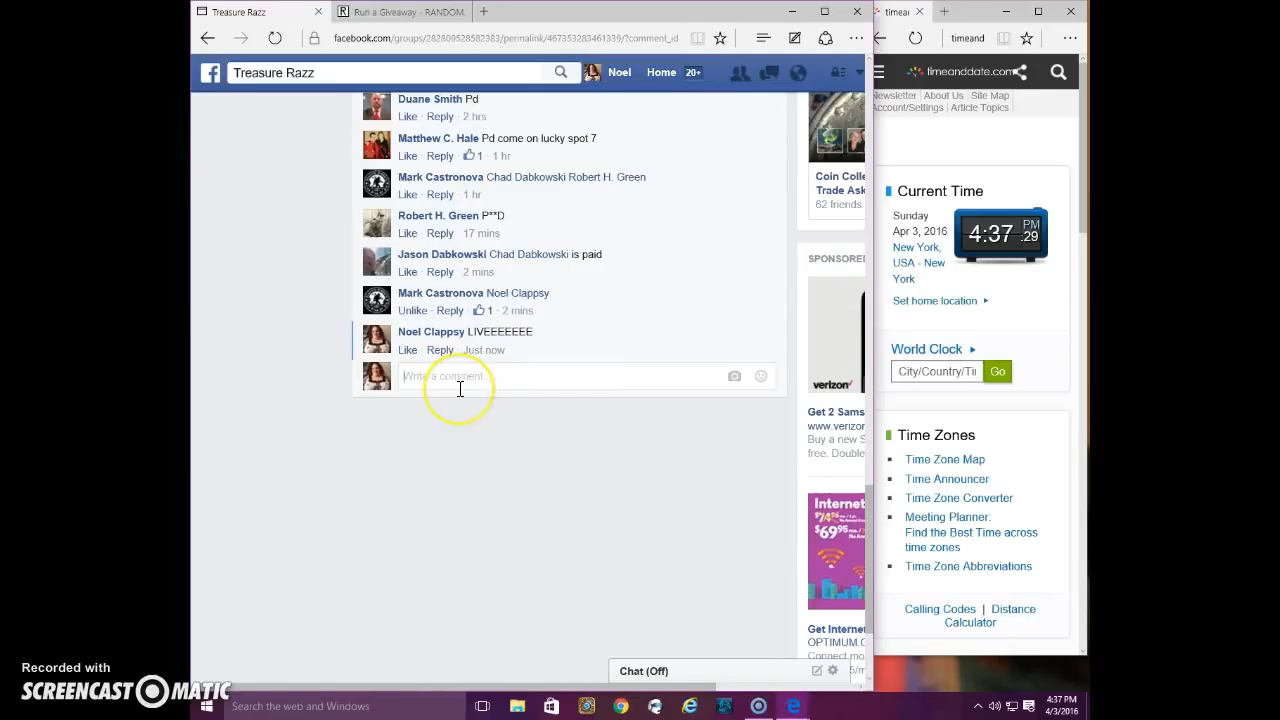 Treasure Razz
Run a Giveaway - RANDOM.
timeand
facebook.com/groups/282809528582383/permalink/467353283461339/?comment_id
timeand
Treasure Razz
Noel
Home 20+
timeanddate.com
Newsletter About Us Site Map
Account/Settings Article Topics
Duane Smith Pd
Like · Reply · 2 hrs
Matthew C. Hale Pd come on lucky spot 7
Like · Reply · 1 · 1 hr
Mark Castronova Chad Dabkowski Robert H. Green
Like · Reply · 1 hr
Robert H. Green P**D
Like · Reply · 17 mins
Jason Dabkowski Chad Dabkowski is paid
Like · Reply · 2 mins
Mark Castronova Noel Clappsy
Unlike · Reply · 1 · 2 mins
Noel Clappsy LIVEEEEEEE
Like · Reply · Just now
Write a comment...
Coin Colle
Trade Ask
62 friends
SPONSORED
verizon
Get 2 Sams
www.verizon
Buy a new S
free. Double
Internet
$74.95
$69.95
Get Internet
OPTIMUM.C
Connect mo
Chat (Off)
Current Time
Sunday
Apr 3, 2016
New York,
USA - New
York
4:37 PM :29
Set home location
World Clock
City/Country/Ti
Go
Time Zones
Time Zone Map
Time Announcer
Time Zone Converter
Meeting Planner:
Find the Best Time across
time zones
Time Zone Abbreviations
Calling Codes | Distance
Calculator
Recorded with
SCREENCAST-O-MATIC
Search the web and Windows
4:37 PM
4/3/2016